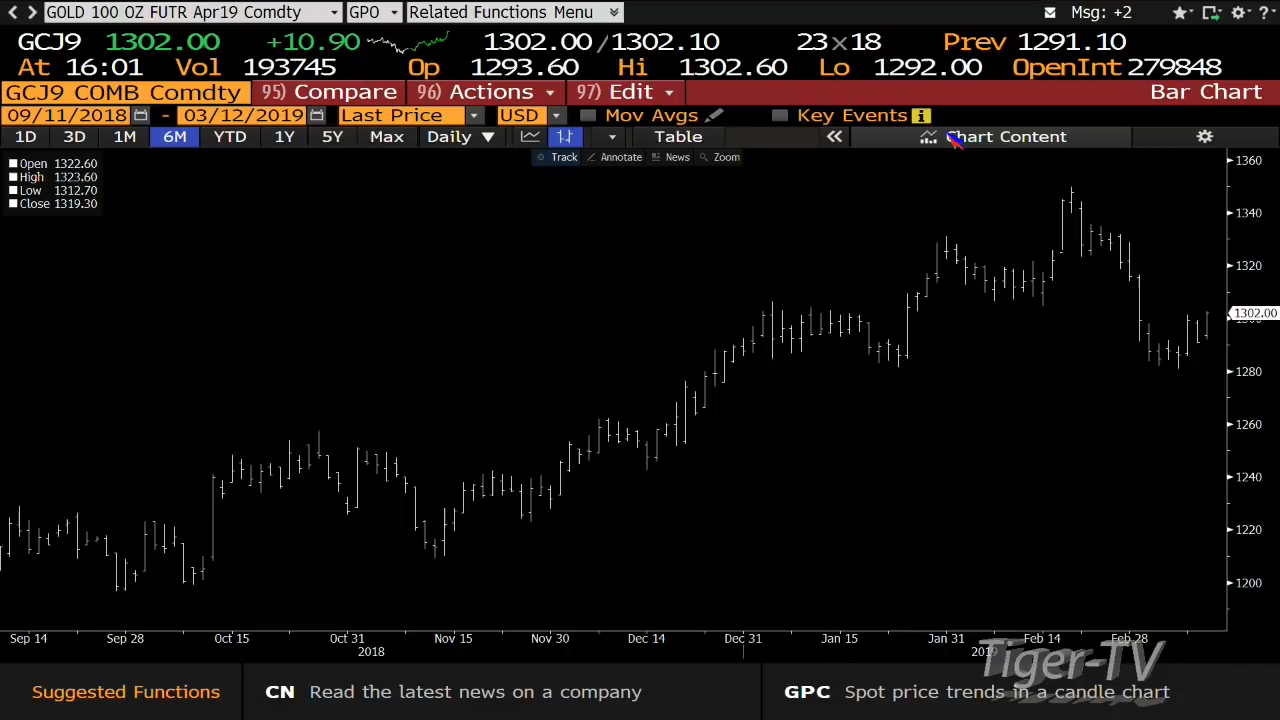 GOLD 100 OZ FUTR Apr19 Comdty GPO Related Functions Menu Msg: +2
GCJ9 1302.00 +10.90 1302.00/1302.10 23x18 Prev 1291.10
At 16:01 Vol 193745 Op 1293.60 Hi 1302.60 Lo 1292.00 OpenInt 279848
GCJ9 COMB Comdty 95) Compare 96) Actions 97) Edit Bar Chart
09/11/2018 - 03/12/2019 Last Price USD Mov Avgs Key Events
1D 3D 1M 6M YTD 1Y 5Y Max Daily Table Chart Content
Track Annotate News Zoom
Open 1322.60
High 1323.60
Low 1312.70
Close 1319.30
1360
1340
1320
1302.00
1300
1280
1260
1240
1220
1200
Sep 14 Sep 28 Oct 15 Oct 31 Nov 15 Nov 30 Dec 14 Dec 31 Jan 15 Jan 31 Feb 14 Feb 28
2018 2019
Tiger-TV
Suggested Functions CN Read the latest news on a company GPC Spot price trends in a candle chart